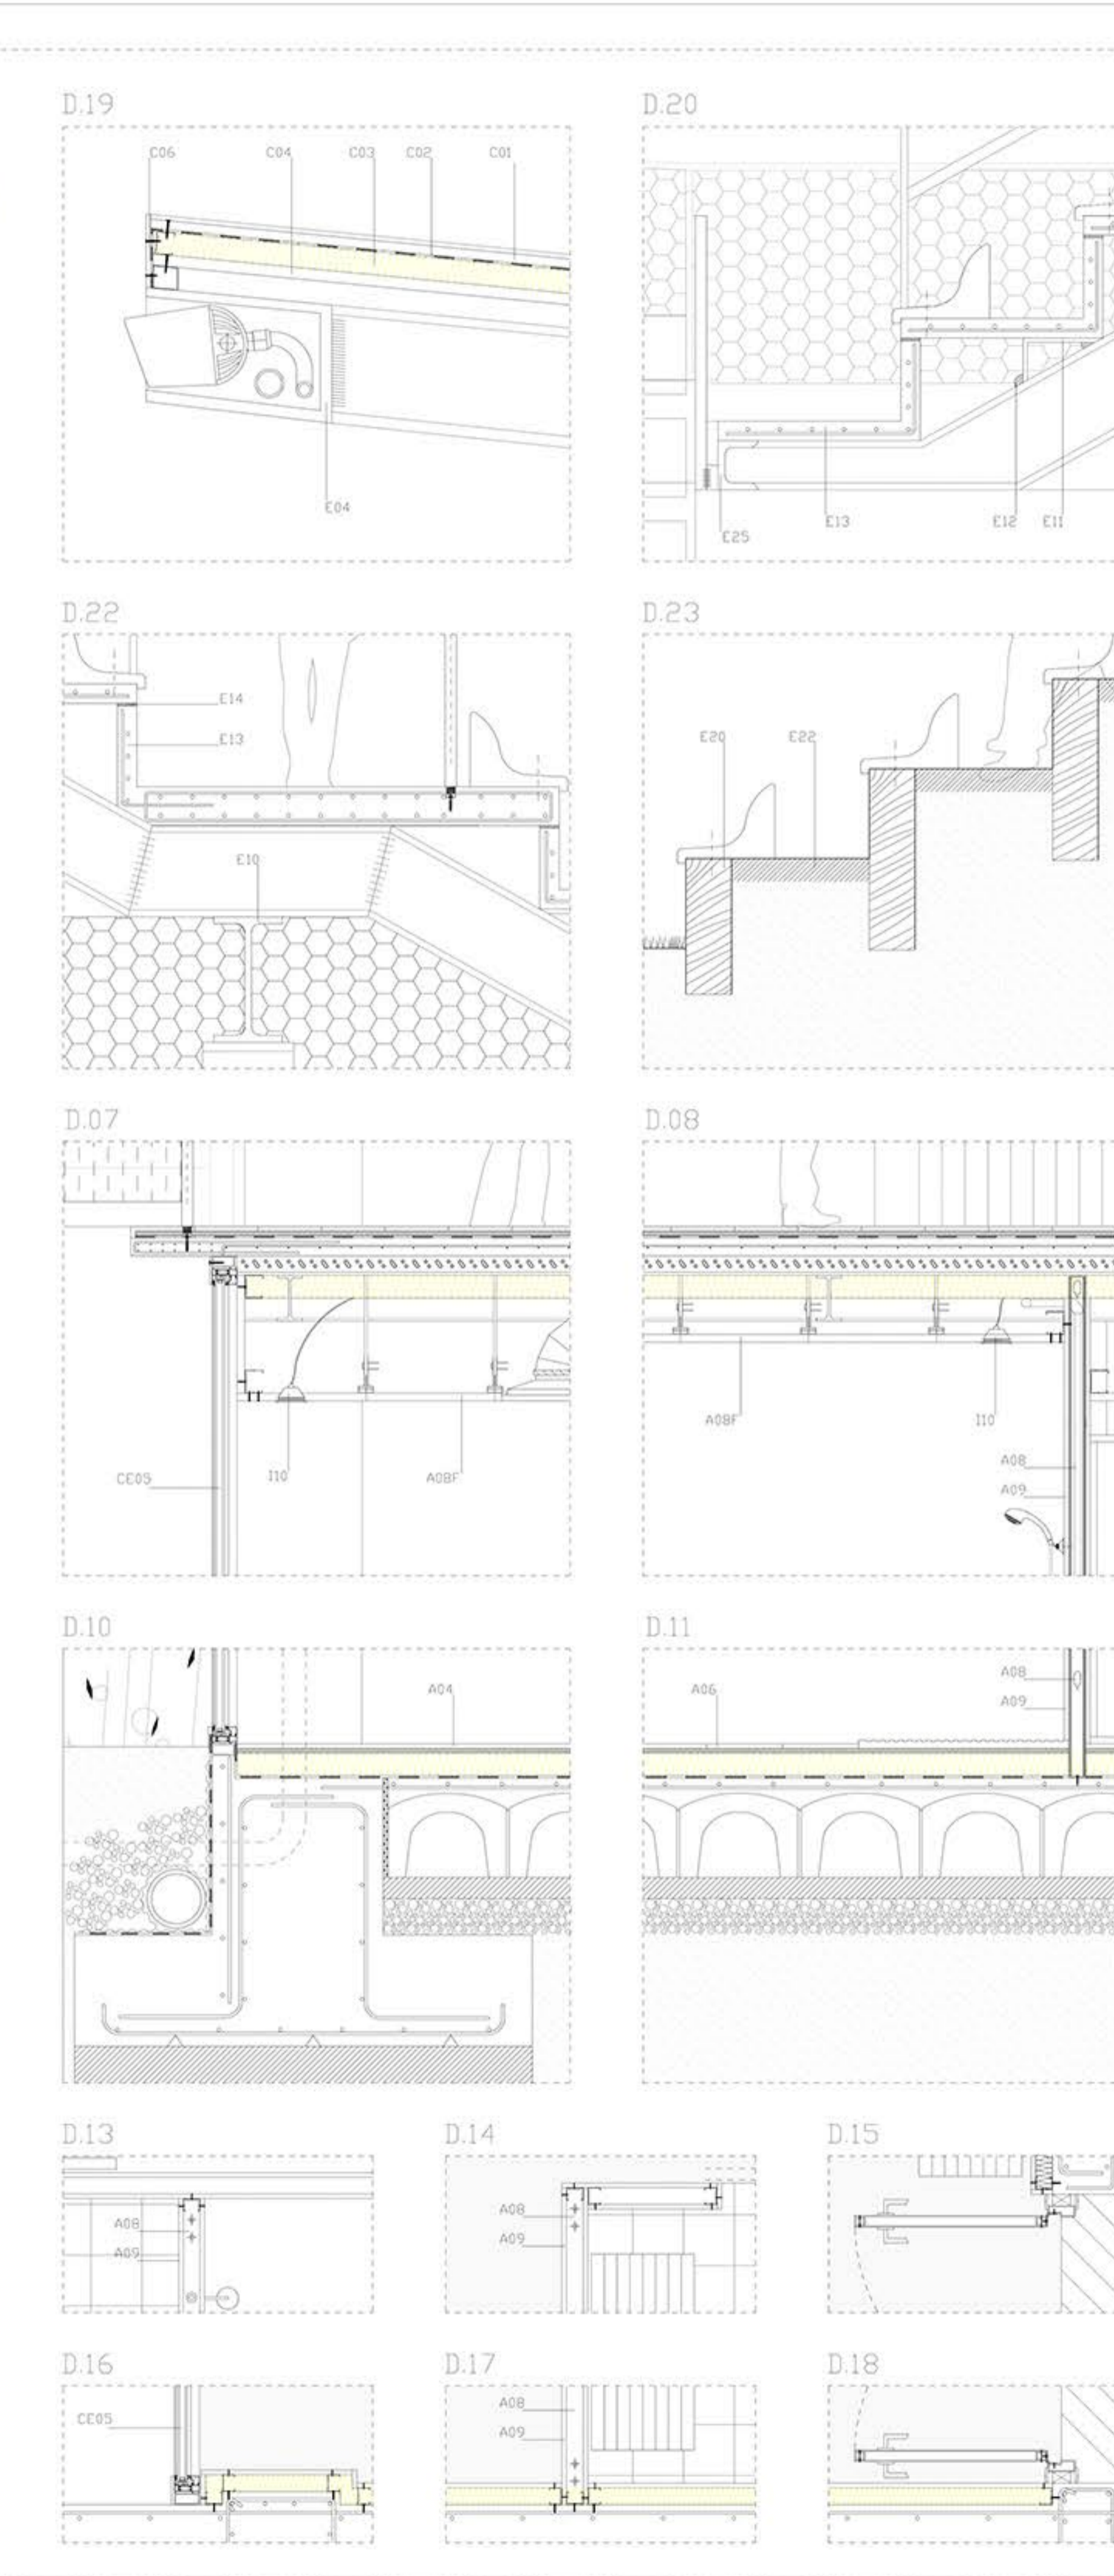 D.19
D.20
C06 C04 C03 C02 C01
E04
E13 E12 E11
E25
D.22
D.23
E14
E13
E10
E20 E22
D.07
D.08
CE05 I10 A08F
A08F I10
A08
A09
D.10
D.11
A04
A06
A08
A09
D.13
D.14
D.15
A08
A09
A08
A09
D.16
D.17
D.18
CE05
A08
A09